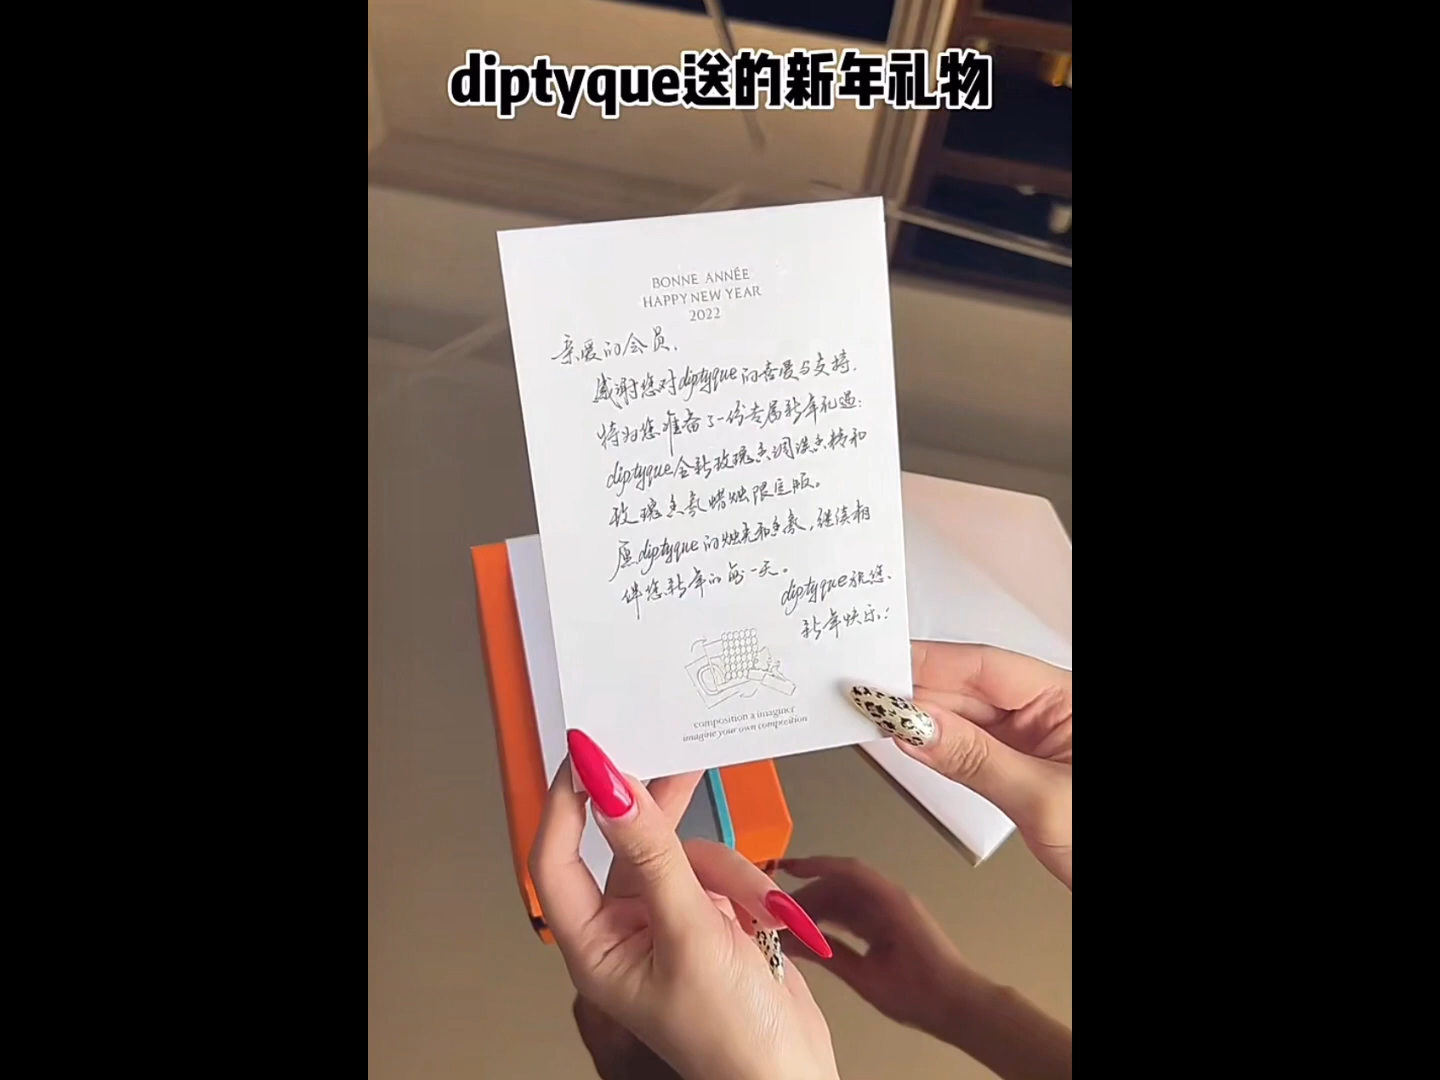 diptyque送的新年礼物
BONNE ANNÉE
HAPPY NEW YEAR
2022
亲爱的会员,
感谢您对diptyque的喜爱与支持,
特为您准备了一份专属新年礼遇:
diptyque全新玫瑰之调淡香精和
玫瑰香氛蜡烛限量版。
愿diptyque的烛光和香氛,继续相
伴您新年的每一天。
diptyque祝您,
新年快乐!
composition à imaginer
imagine your own composition